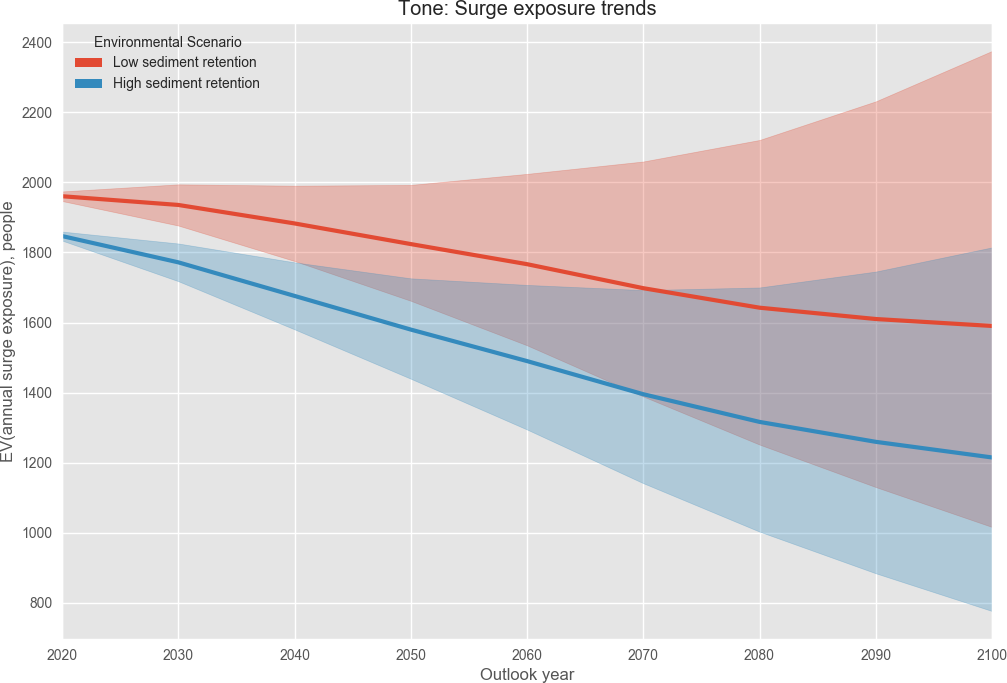 Tone: Surge exposure trends
Environmental Scenario
Low sediment retention
High sediment retention
2400
2200
2000
1800
1600
1400
1200
1000
800
EV(annual surge exposure), people
2020 2030 2040 2050 2060 2070 2080 2090 2100
Outlook year